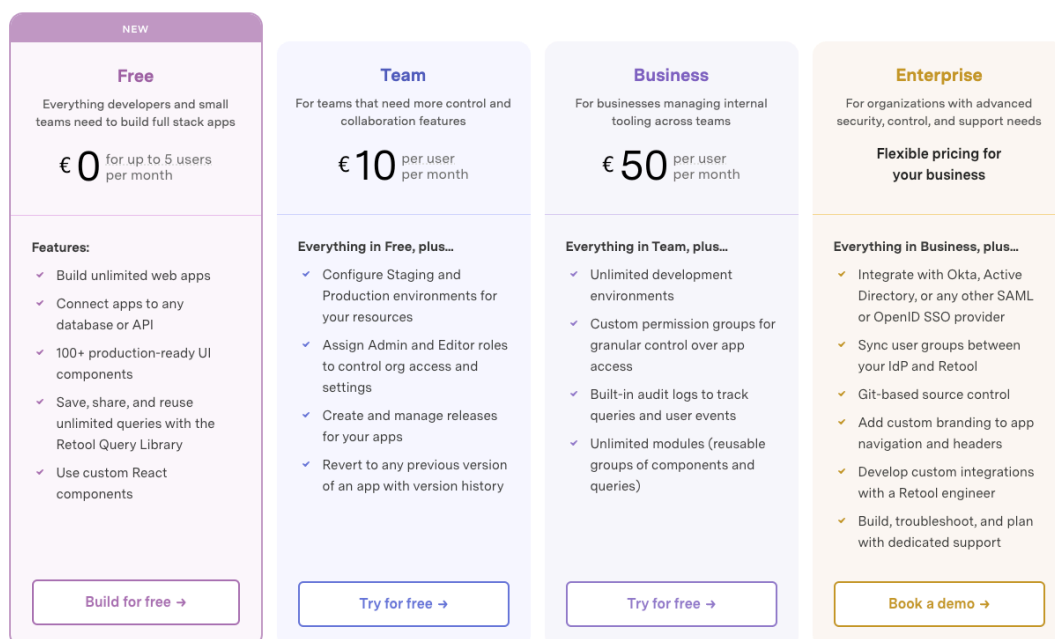 NEW
Free
Everything developers and small
teams need to build full stack apps
€ 0 for up to 5 users
per month
Features:
Build unlimited web apps
Connect apps to any
database or API
100+ production-ready UI
components
Save, share, and reuse
unlimited queries with the
Retool Query Library
Use custom React
components
Build for free →
Team
For teams that need more control and
collaboration features
€ 10 per user
per month
Everything in Free, plus...
Configure Staging and
Production environments for
your resources
Assign Admin and Editor roles
to control org access and
settings
Create and manage releases
for your apps
Revert to any previous version
of an app with version history
Try for free →
Business
For businesses managing internal
tooling across teams
€ 50 per user
per month
Everything in Team, plus...
Unlimited development
environments
Custom permission groups for
granular control over app
access
Built-in audit logs to track
queries and user events
Unlimited modules (reusable
groups of components and
queries)
Try for free →
Enterprise
For organizations with advanced
security, control, and support needs
Flexible pricing for
your business
Everything in Business, plus...
Integrate with Okta, Active
Directory, or any other SAML
or OpenID SSO provider
Sync user groups between
your IdP and Retool
Git-based source control
Add custom branding to app
navigation and headers
Develop custom integrations
with a Retool engineer
Build, troubleshoot, and plan
with dedicated support
Book a demo →